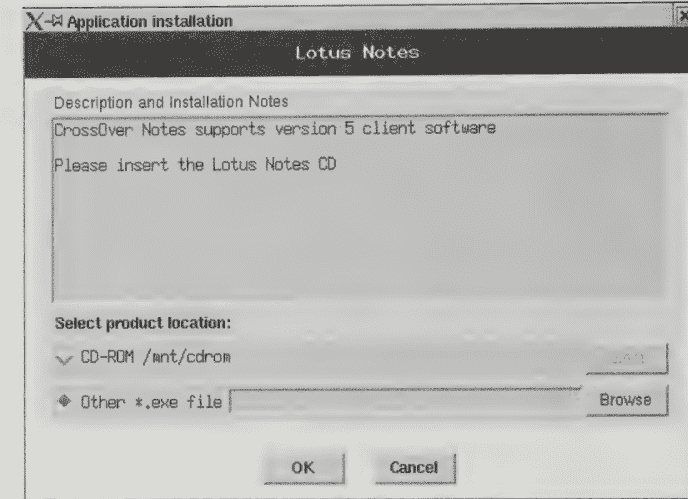 Application installation
Lotus Notes
Description and Installation Notes
CrossOver Notes supports version 5 client software
Please insert the Lotus Notes CD
Select product location:
CD-ROM /mnt/cdrom
Other *.exe file
Browse
OK
Cancel